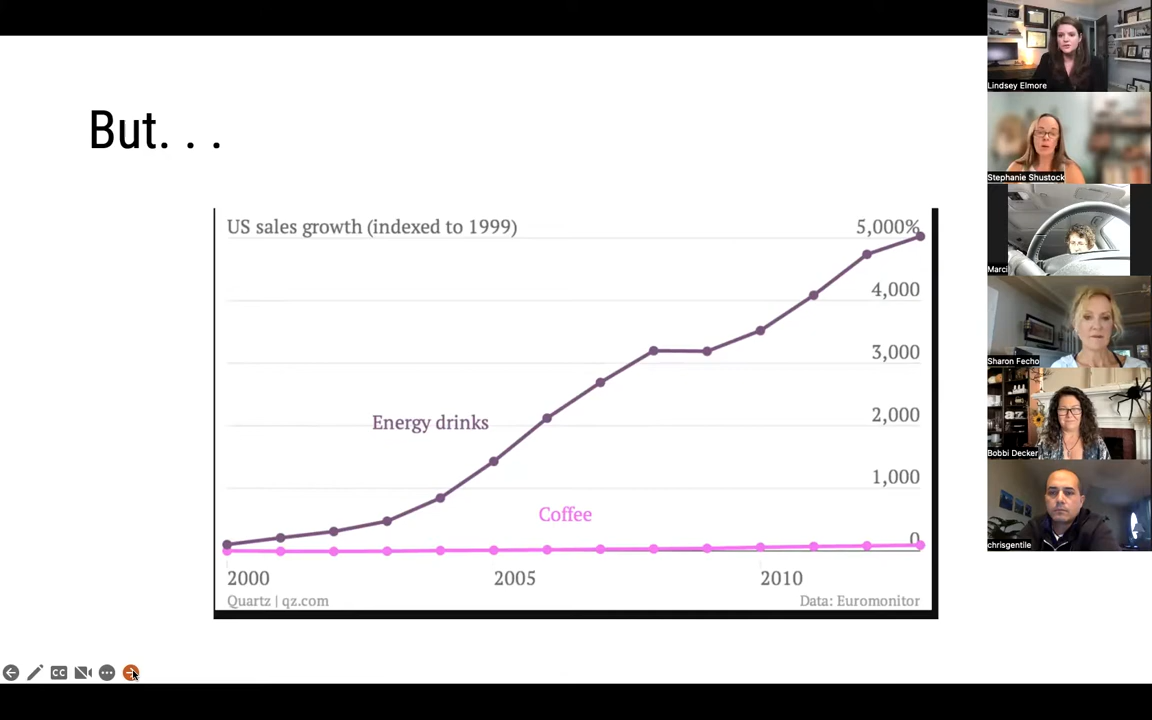 But. . .
US sales growth (indexed to 1999)
5,000%
4,000
3,000
Energy drinks
2,000
1,000
Coffee
0
2000 2005 2010
Quartz | qz.com
Data: Euromonitor
CC
Lindsey Elmore
Stephanie Shustock
Marci
Sharon Fecho
az
Bobbi Decker
chrisgentile